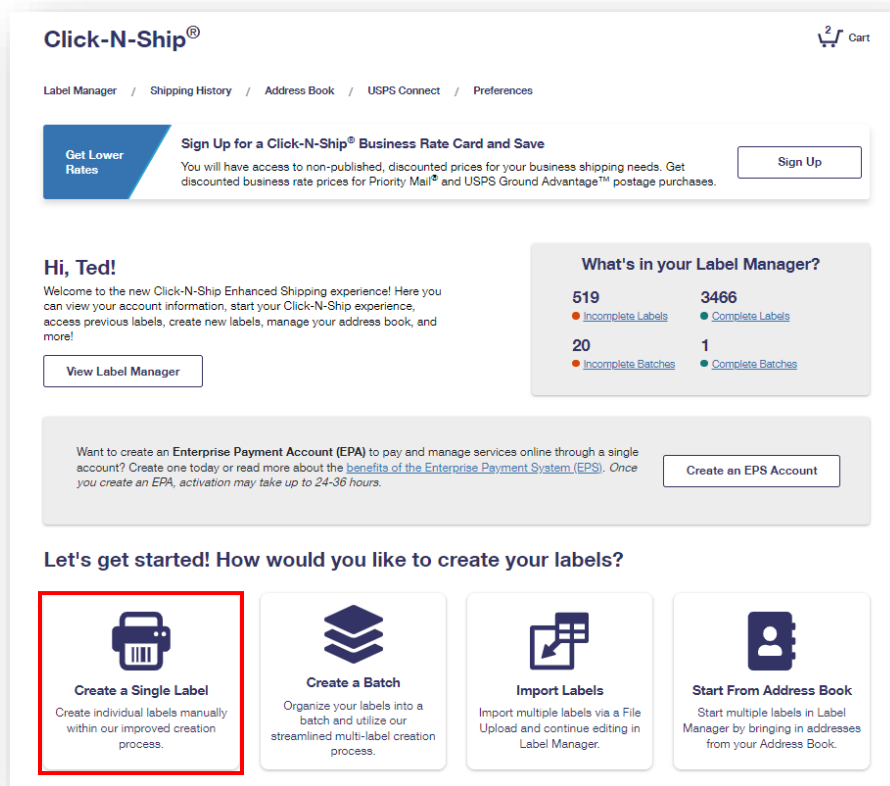 Click-N-Ship®
2
Cart
Label Manager / Shipping History / Address Book / USPS Connect / Preferences
Get Lower
Rates
Sign Up for a Click-N-Ship® Business Rate Card and Save
You will have access to non-published, discounted prices for your business shipping needs. Get
discounted business rate prices for Priority Mail® and USPS Ground Advantage™ postage purchases.
Sign Up
Hi, Ted!
Welcome to the new Click-N-Ship Enhanced Shipping experience! Here you
can view your account information, start your Click-N-Ship experience,
access previous labels, create new labels, manage your address book, and
more!
View Label Manager
What's in your Label Manager?
519 3466
Incomplete Labels Complete Labels
20 1
Incomplete Batches Complete Batches
Want to create an Enterprise Payment Account (EPA) to pay and manage services online through a single
account? Create one today or read more about the benefits of the Enterprise Payment System (EPS). Once
you create an EPA, activation may take up to 24-36 hours.
Create an EPS Account
Let's get started! How would you like to create your labels?
Create a Single Label
Create individual labels manually
within our improved creation
process.
Create a Batch
Organize your labels into a
batch and utilize our
streamlined multi-label creation
process.
Import Labels
Import multiple labels via a File
Upload and continue editing in
Label Manager.
Start From Address Book
Start multiple labels in Label
Manager by bringing in addresses
from your Address Book.